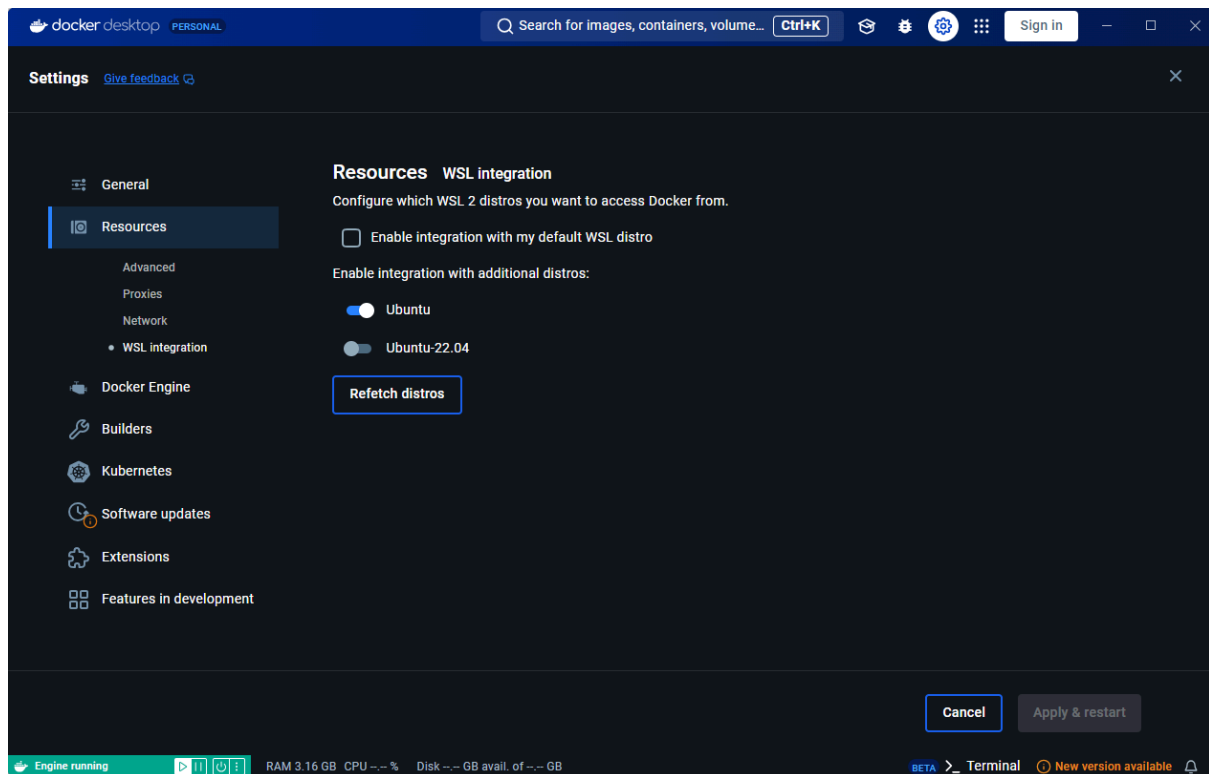 docker desktop PERSONAL
Search for images, containers, volume... Ctrl+K
Sign in
Settings Give feedback
General
Resources
Advanced
Proxies
Network
WSL integration
Docker Engine
Builders
Kubernetes
Software updates
Extensions
Features in development
Resources WSL integration
Configure which WSL 2 distros you want to access Docker from.
Enable integration with my default WSL distro
Enable integration with additional distros:
Ubuntu
Ubuntu-22.04
Refetch distros
Cancel
Apply & restart
Engine running
RAM 3.16 GB CPU --.-- % Disk --.-- GB avail. of --.-- GB
BETA >_ Terminal
New version available